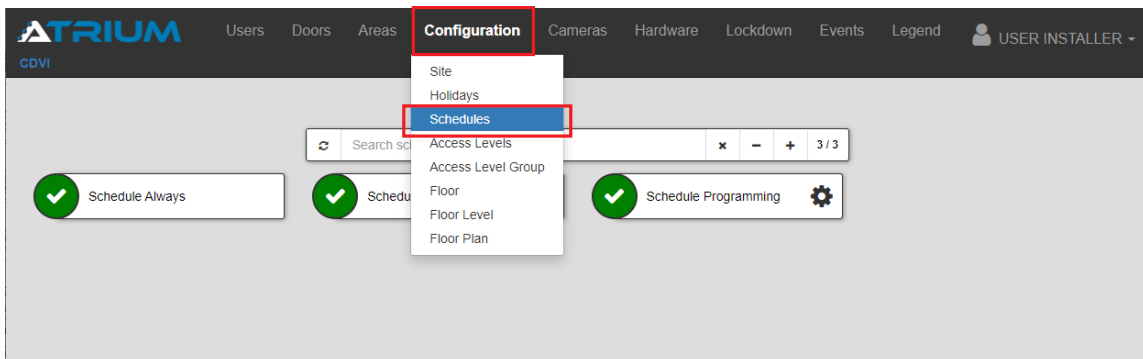 ATRIUM
CDVI
Users Doors Areas Configuration Cameras Hardware Lockdown Events Legend USER INSTALLER
Site
Holidays
Schedules
Access Levels
Access Level Group
Floor
Floor Level
Floor Plan
Search sc
3 / 3
Schedule Always
Schedu
Schedule Programming